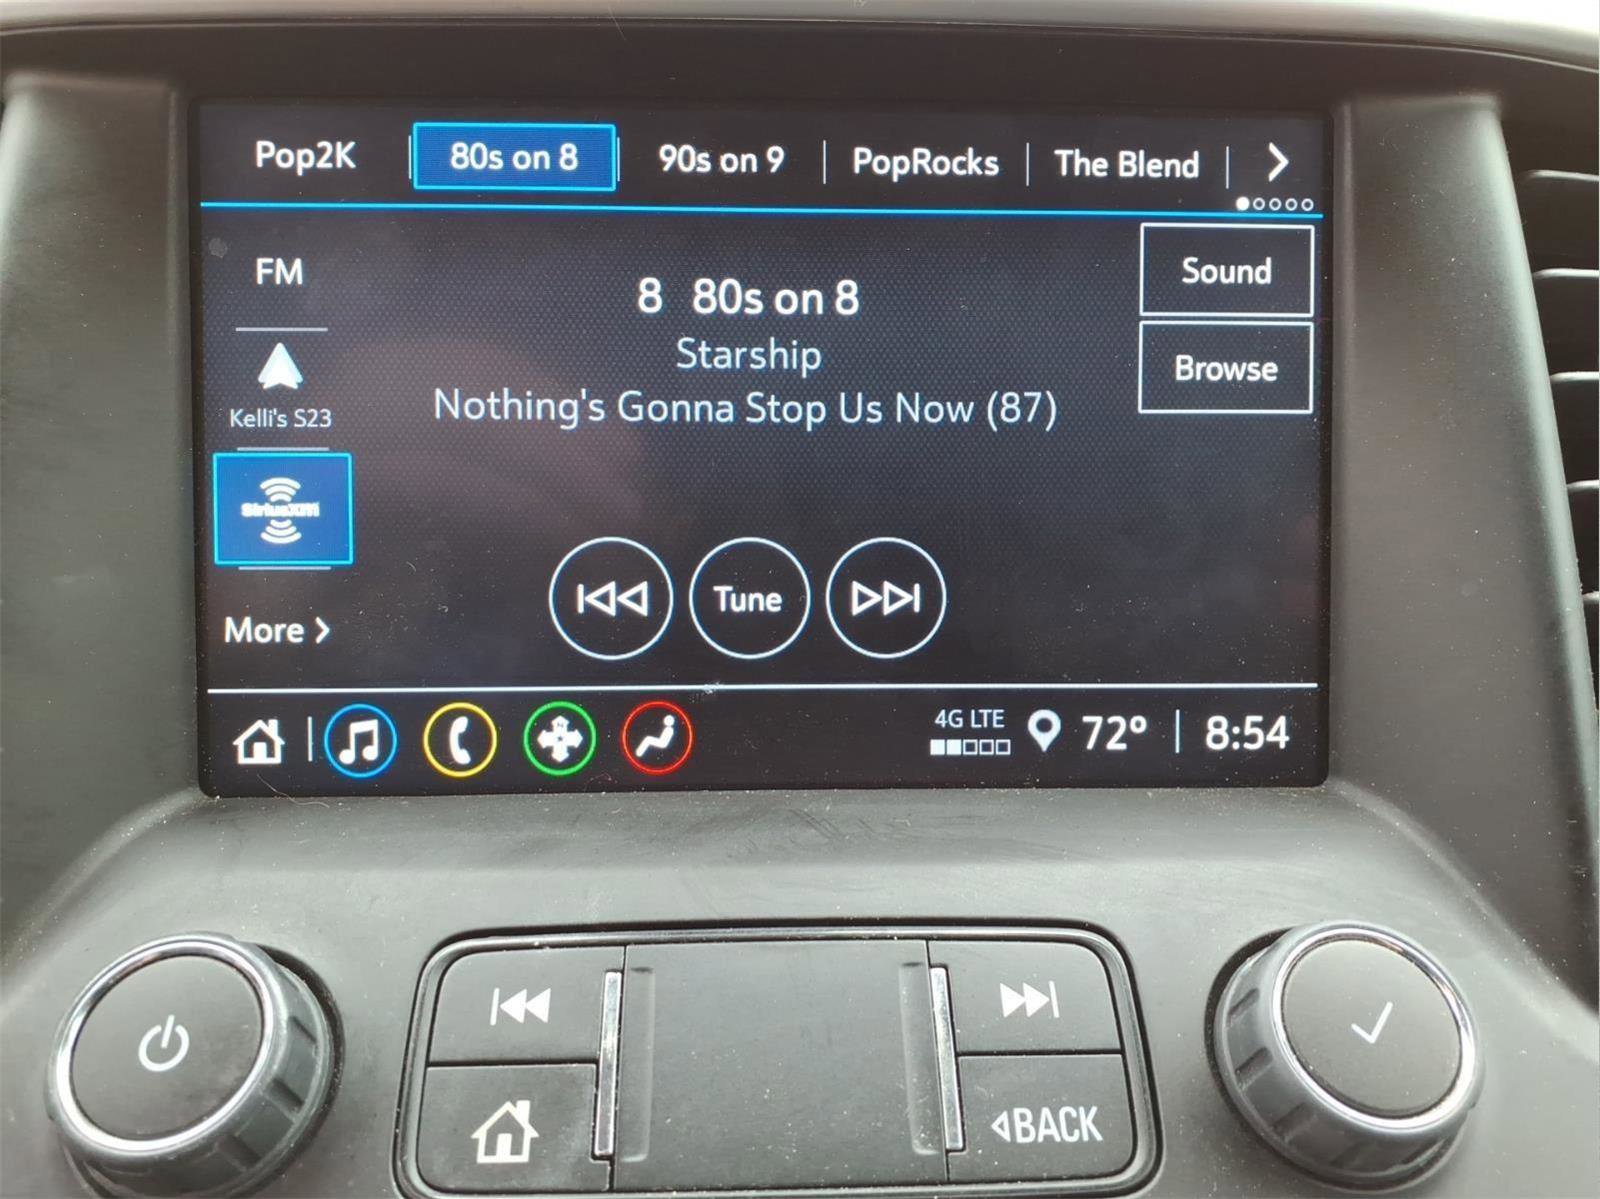 Pop2K
80s on 8
90s on 9
PopRocks
The Blend
FM
Kelli's S23
SiriusXM
More
8 80s on 8
Starship
Nothing's Gonna Stop Us Now (87)
Sound
Browse
Tune
4G LTE
72°
8:54
BACK